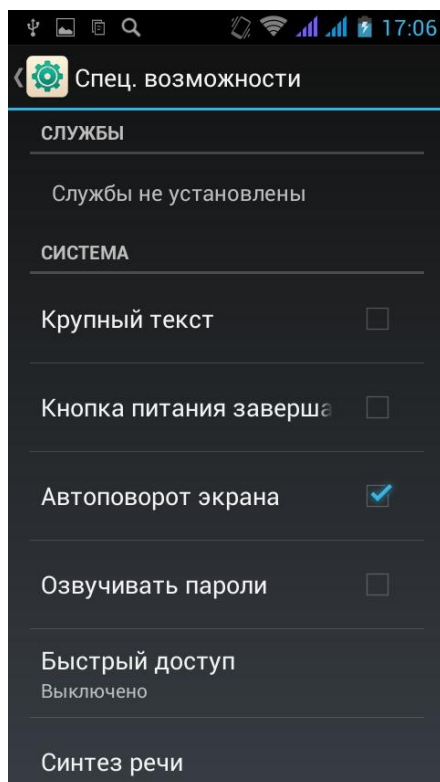 17:06
Спец. возможности
СЛУЖБЫ
Службы не установлены
СИСТЕМА
Крупный текст
Кнопка питания заверша
Автоповорот экрана
Озвучивать пароли
Быстрый доступ
Выключено
Синтез речи